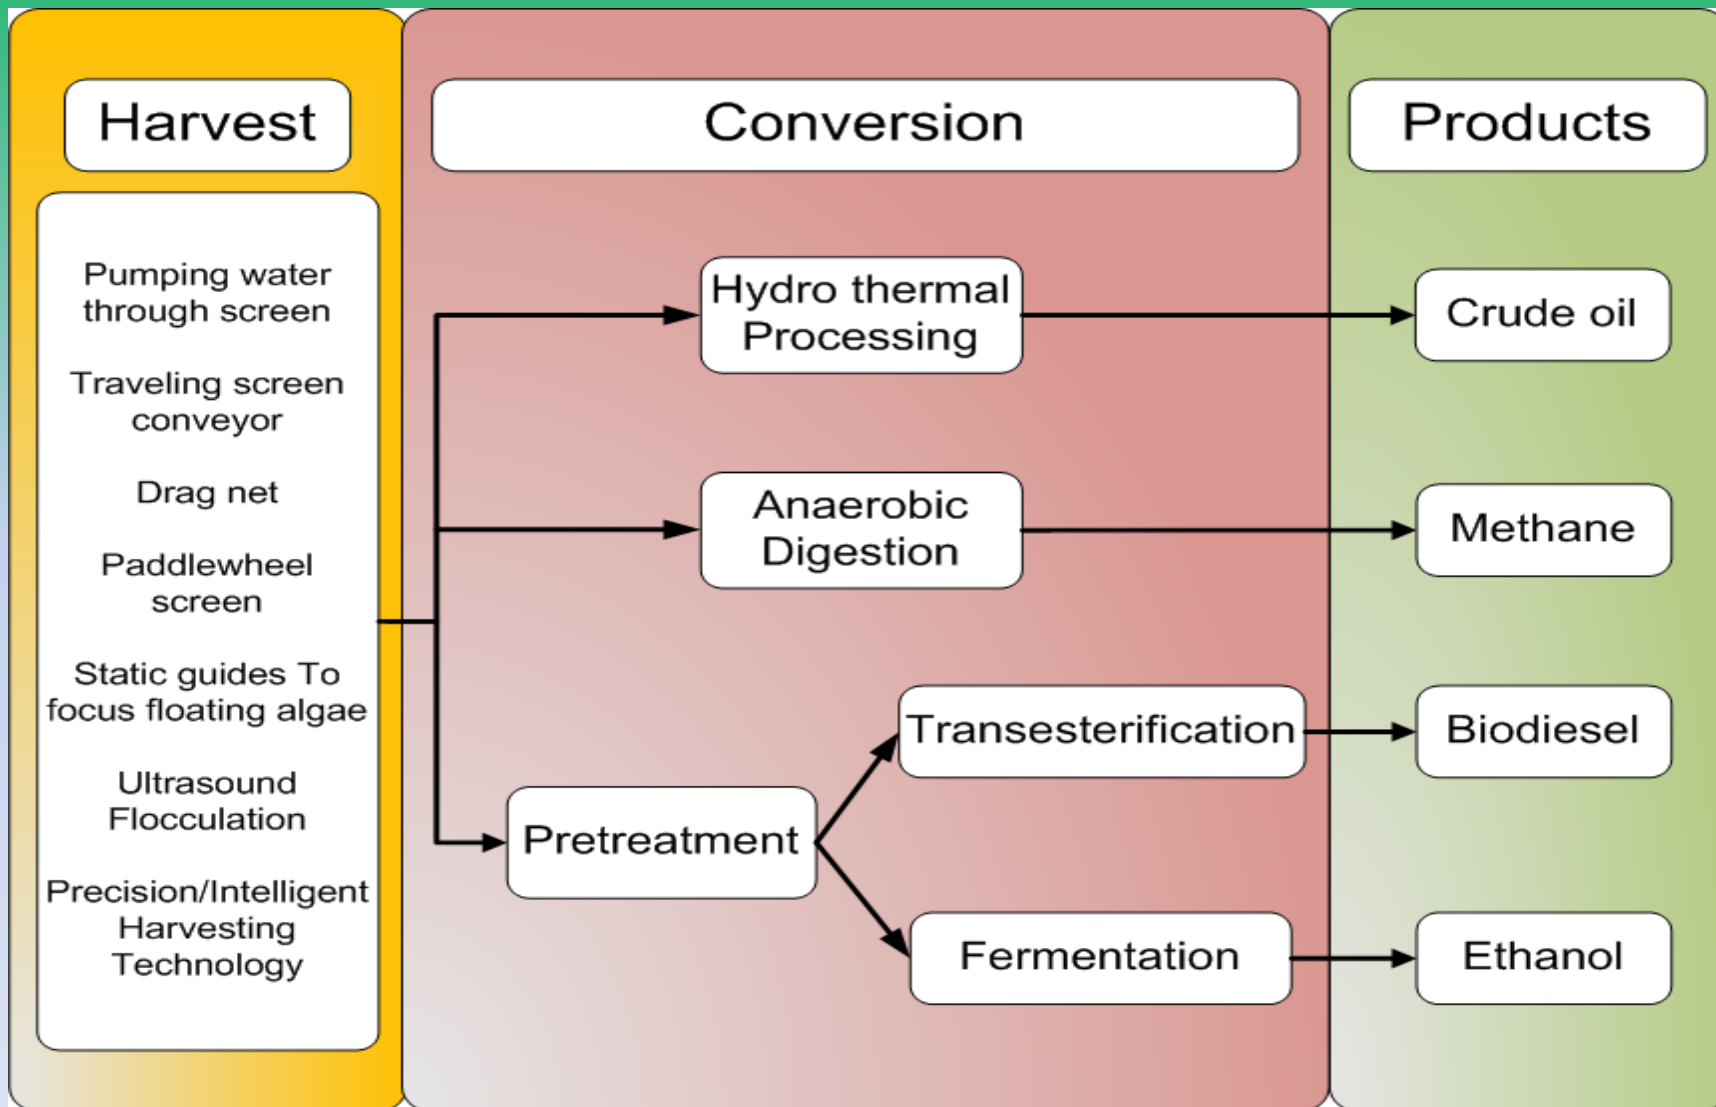 Harvest
Conversion
Products
Pumping water
through screen
Traveling screen
conveyor
Drag net
Paddlewheel
screen
Static guides To
focus floating algae
Ultrasound
Flocculation
Precision/Intelligent
Harvesting
Technology
Hydro thermal
Processing
Crude oil
Anaerobic
Digestion
Methane
Transesterification
Biodiesel
Pretreatment
Fermentation
Ethanol